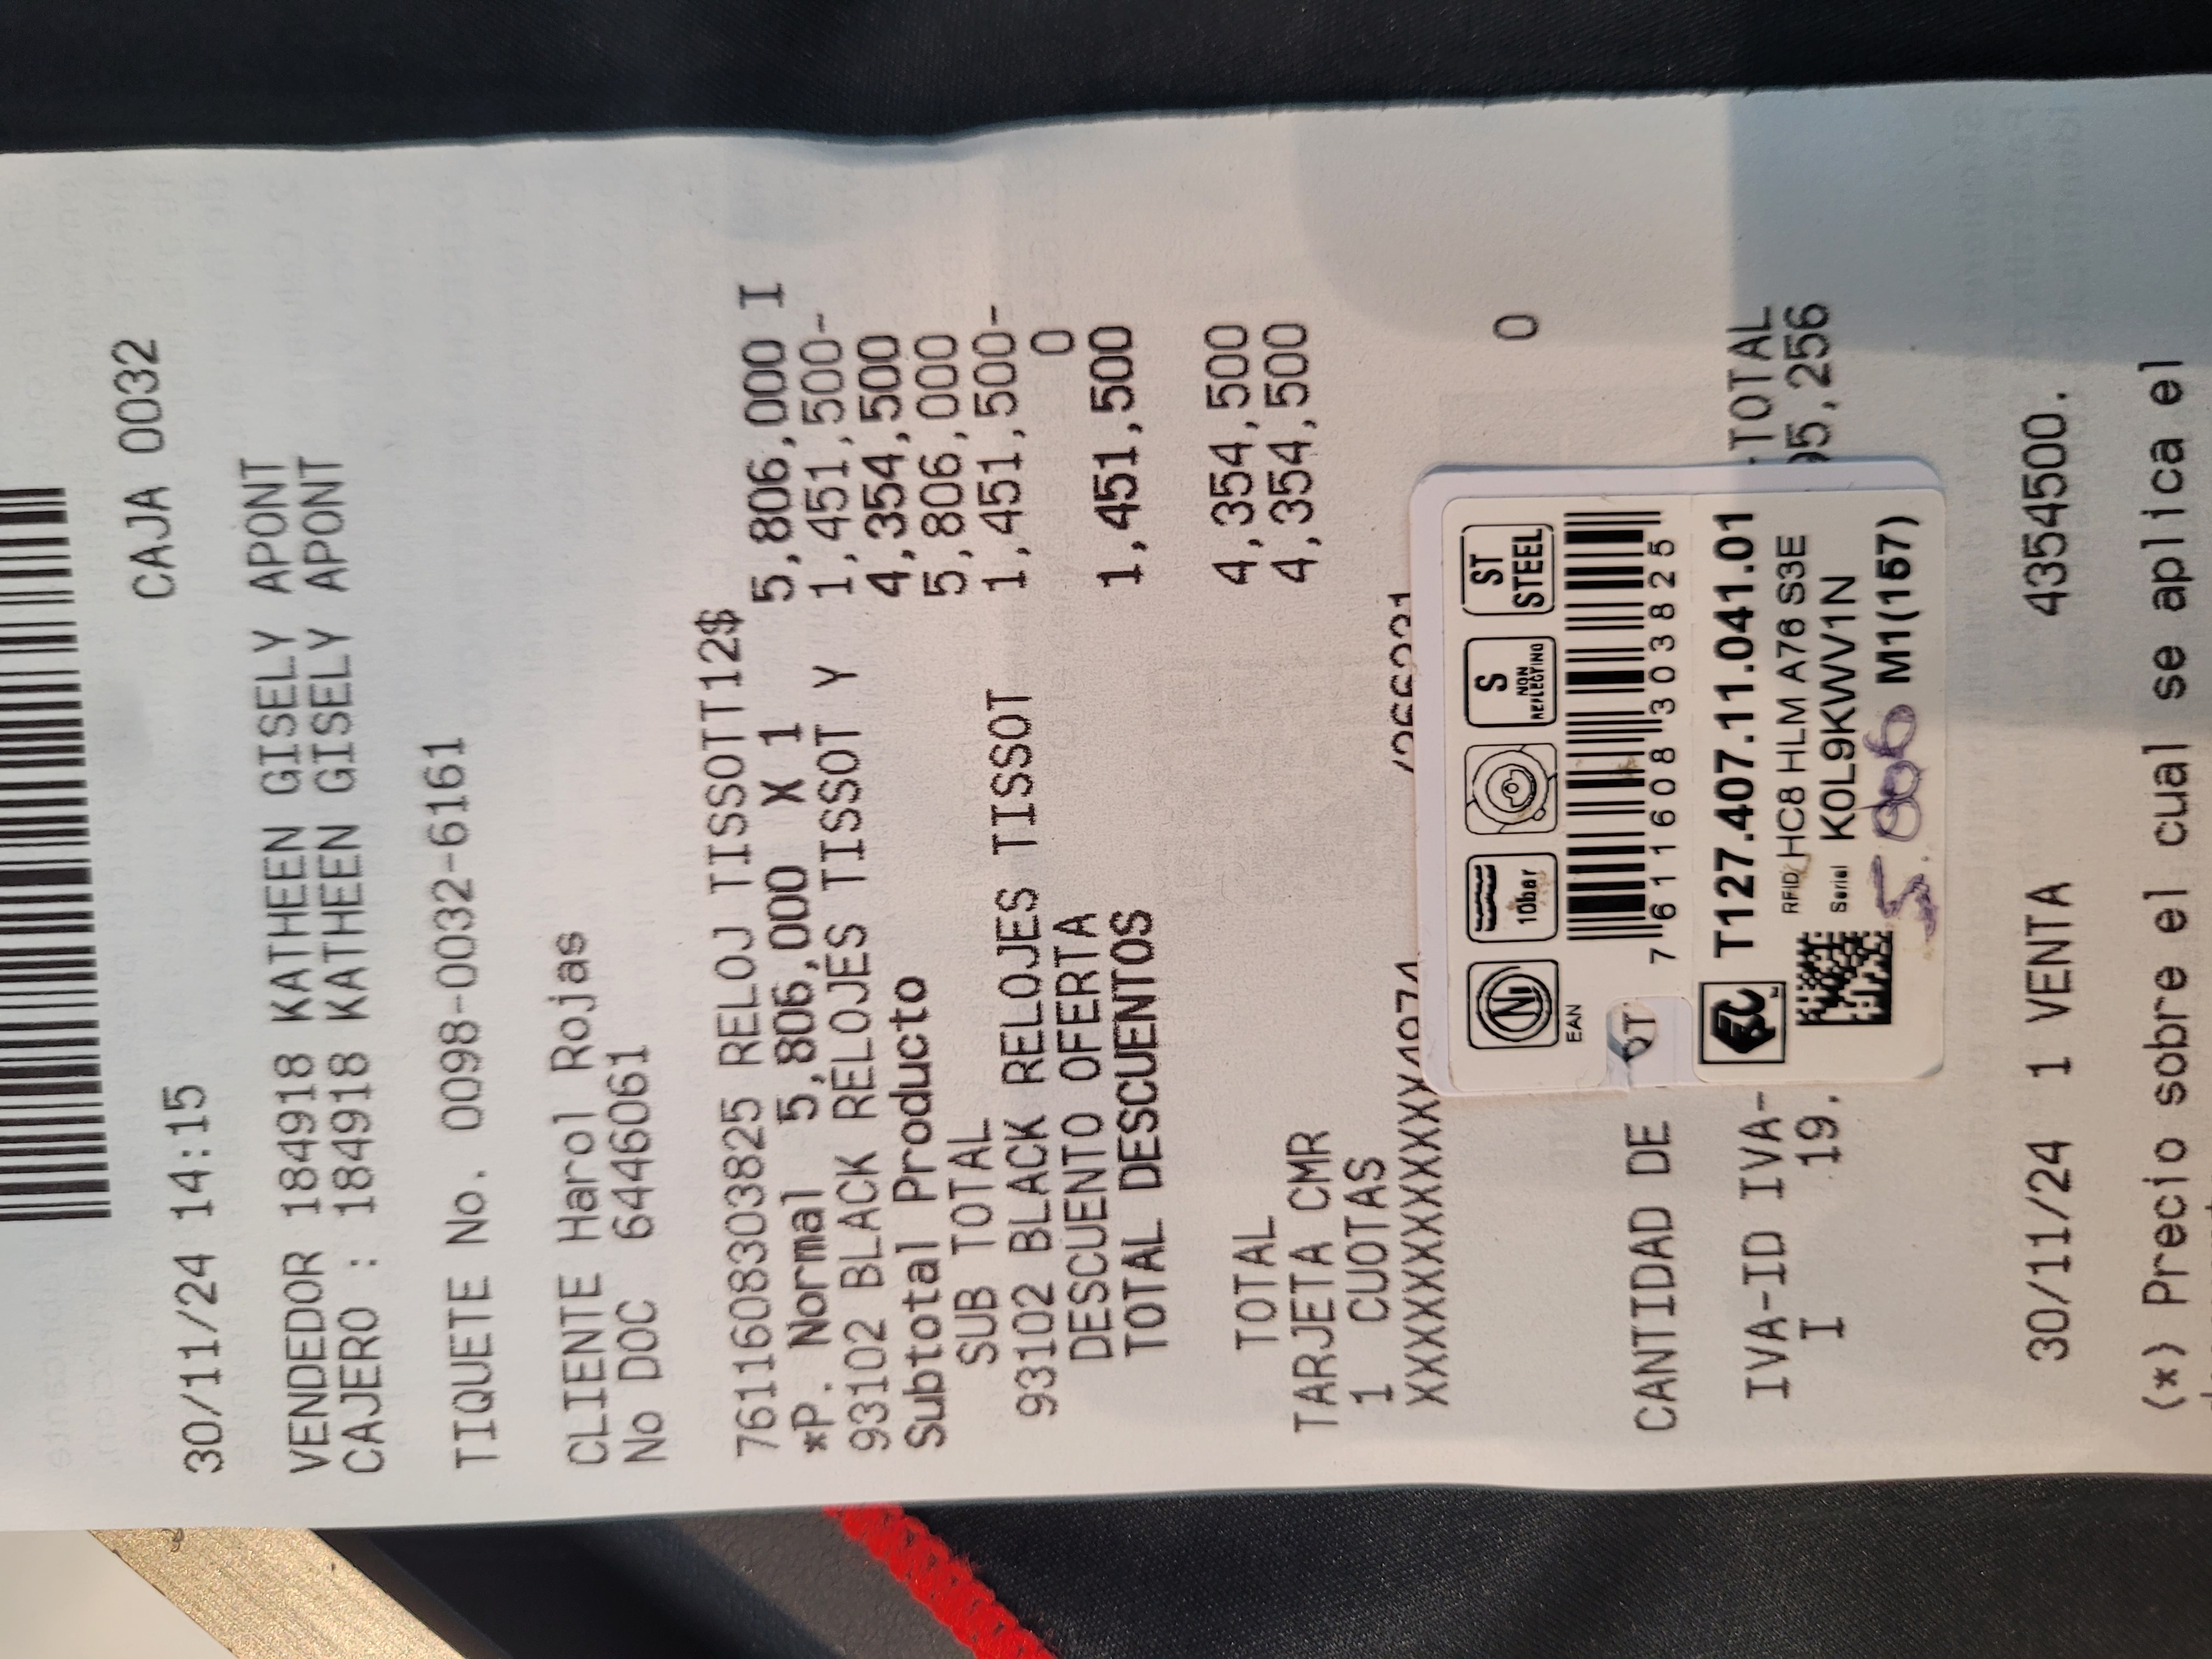 CAJA 0032
30/11/24 14:15
VENDEDOR 1849918 KATHEEN GISELY APONT
CAJERO : 1849918 KATHEEN GISELY APONT
TIQUETE No. 0098-0032-6161
CLIENTE Harol Rojas
No DOC 6446061
7611608303825 RELOJ TISSOTT12$
*P. Normal 5,806,000 X 1 5,806,000 I
93102 BLACK RELOJES TISSOT Y 1,451,500-
Subtotal Producto 4,354,500
SUB TOTAL 5,806,000
93102 BLACK RELOJES TISSOT 1,451,500-
DESCUENTO OFERTA 0
TOTAL DESCUENTOS 1,451,500
TOTAL 4,354,500
TARJETA CMR 4,354,500
1 CUOTAS
0
CANTIDAD DE
IVA-ID IVA- -TOTAL
I 19. 95,256
30/11/24 1 VENTA 4354500.
(*) Precio sobre el cual se aplica el
10bar
S NON REFLECTING
ST STEEL
EAN
7 611608 303825
T127.407.11.041.01
RFID/HC8 HLM A76 S3E
Serial K0L9KWV1N
5.806 M1(157)